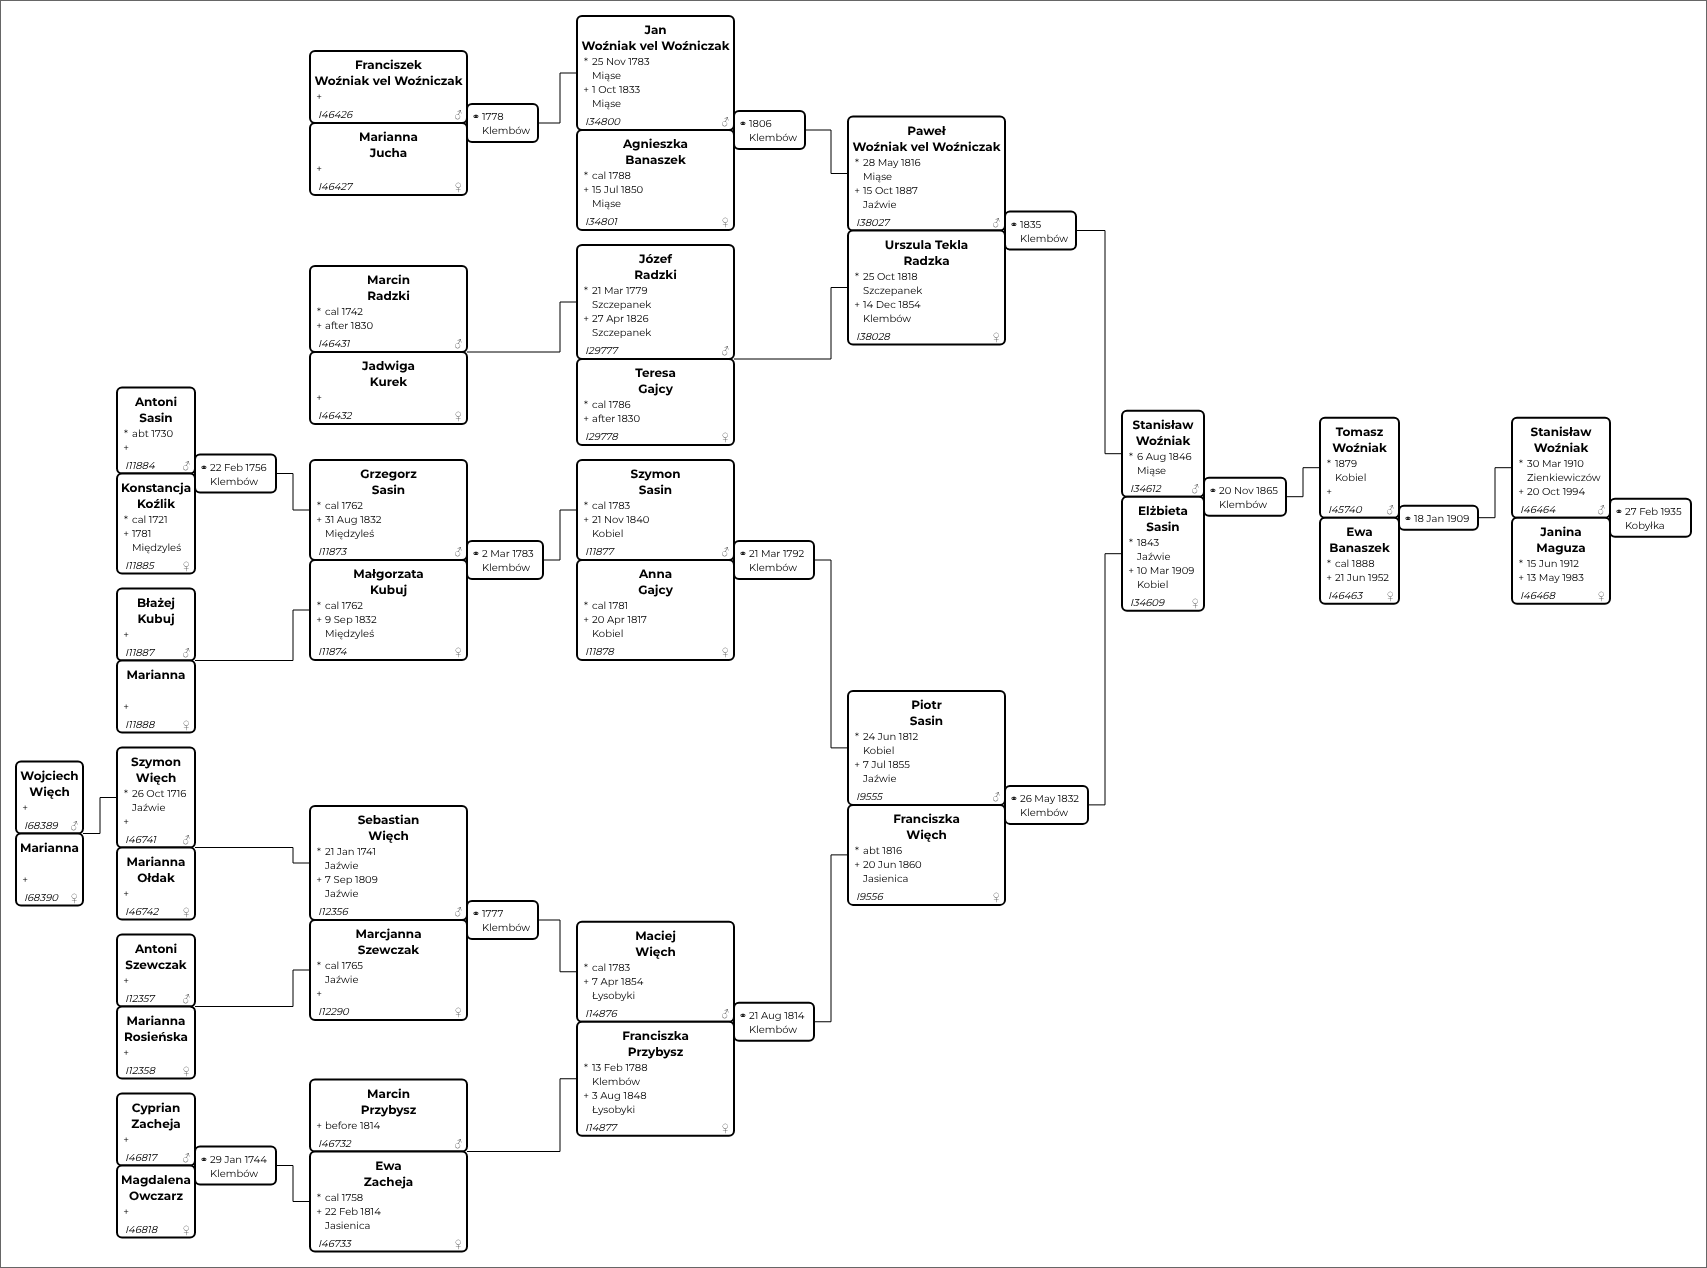 Wojciech
Więch
+
I68389 ♂
Marianna
+
I68390 ♀
Antoni
Sasin
* abt 1730
+
I11884 ♂
Konstancja
Koźlik
* cal 1721
+ 1781
Międzyleś
I11885 ♀
⚭ 22 Feb 1756
Klembów
Błażej
Kubuj
+
I11887 ♂
Marianna
+
I11888 ♀
Szymon
Więch
* 26 Oct 1716
Jaźwie
+
I46741 ♂
Marianna
Ołdak
+
I46742 ♀
Antoni
Szewczak
+
I12357 ♂
Marianna
Rosieńska
+
I12358 ♀
Cyprian
Zacheja
+
I46817 ♂
Magdalena
Owczarz
+
I46818 ♀
⚭ 29 Jan 1744
Klembów
Franciszek
Woźniak vel Woźniczak
+
I46426 ♂
Marianna
Jucha
+
I46427 ♀
⚭ 1778
Klembów
Marcin
Radzki
* cal 1742
+ after 1830
I46431 ♂
Jadwiga
Kurek
+
I46432 ♀
Grzegorz
Sasin
* cal 1762
+ 31 Aug 1832
Międzyleś
I11873 ♂
Małgorzata
Kubuj
* cal 1762
+ 9 Sep 1832
Międzyleś
I11874 ♀
⚭ 2 Mar 1783
Klembów
Sebastian
Więch
* 21 Jan 1741
Jaźwie
+ 7 Sep 1809
Jaźwie
I12356 ♂
Marcjanna
Szewczak
* cal 1765
Jaźwie
+
I12290 ♀
⚭ 1777
Klembów
Marcin
Przybysz
+ before 1814
I46732 ♂
Ewa
Zacheja
* cal 1758
+ 22 Feb 1814
Jasienica
I46733 ♀
Jan
Woźniak vel Woźniczak
* 25 Nov 1783
Miąse
+ 1 Oct 1833
Miąse
I34800 ♂
Agnieszka
Banaszek
* cal 1788
+ 15 Jul 1850
Miąse
I34801 ♀
⚭ 1806
Klembów
Józef
Radzki
* 21 Mar 1779
Szczepanek
+ 27 Apr 1826
Szczepanek
I29777 ♂
Teresa
Gajcy
* cal 1786
+ after 1830
I29778 ♀
Szymon
Sasin
* cal 1783
+ 21 Nov 1840
Kobiel
I11877 ♂
Anna
Gajcy
* cal 1781
+ 20 Apr 1817
Kobiel
I11878 ♀
⚭ 21 Mar 1792
Klembów
Maciej
Więch
* cal 1783
+ 7 Apr 1854
Łysobyki
I14876 ♂
Franciszka
Przybysz
* 13 Feb 1788
Klembów
+ 3 Aug 1848
Łysobyki
I14877 ♀
⚭ 21 Aug 1814
Klembów
Paweł
Woźniak vel Woźniczak
* 28 May 1816
Miąse
+ 15 Oct 1887
Jaźwie
I38027 ♂
Urszula Tekla
Radzka
* 25 Oct 1818
Szczepanek
+ 14 Dec 1854
Klembów
I38028 ♀
⚭ 1835
Klembów
Piotr
Sasin
* 24 Jun 1812
Kobiel
+ 7 Jul 1855
Jaźwie
I9555 ♂
Franciszka
Więch
* abt 1816
+ 20 Jun 1860
Jasienica
I9556 ♀
⚭ 26 May 1832
Klembów
Stanisław
Woźniak
* 6 Aug 1846
Miąse
I34612 ♂
Elżbieta
Sasin
* 1843
Jaźwie
+ 10 Mar 1909
Kobiel
I34609 ♀
⚭ 20 Nov 1865
Klembów
Tomasz
Woźniak
* 1879
Kobiel
+
I45740 ♂
Ewa
Banaszek
* cal 1888
+ 21 Jun 1952
I46463 ♀
⚭ 18 Jan 1909
Stanisław
Woźniak
* 30 Mar 1910
Zienkiewiczów
+ 20 Oct 1994
I46464 ♂
Janina
Maguza
* 15 Jun 1912
+ 13 May 1983
I46468 ♀
⚭ 27 Feb 1935
Kobyłka